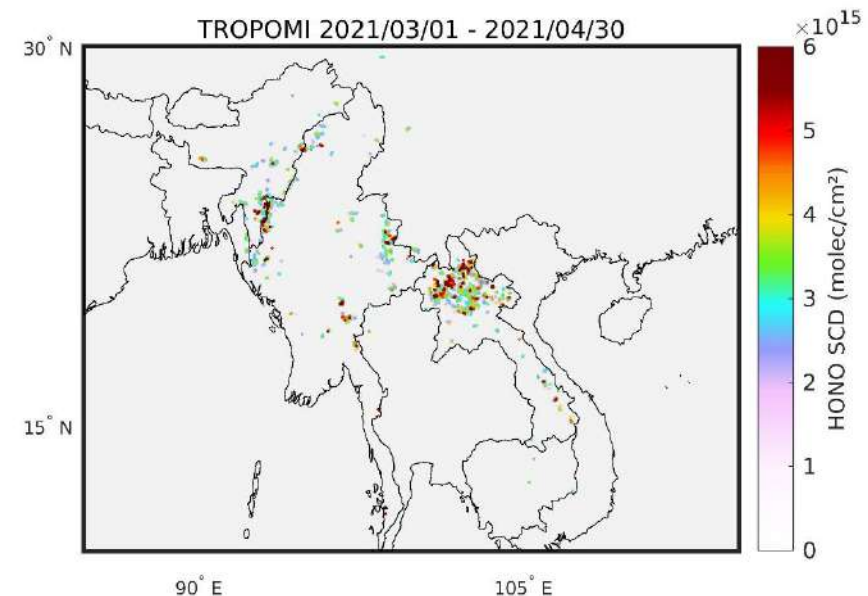 TROPOMI 2021/03/01 - 2021/04/30
×10¹⁵
30° N
15° N
90° E
105° E
6
5
4
3
2
1
0
HONO SCD (molec/cm²)